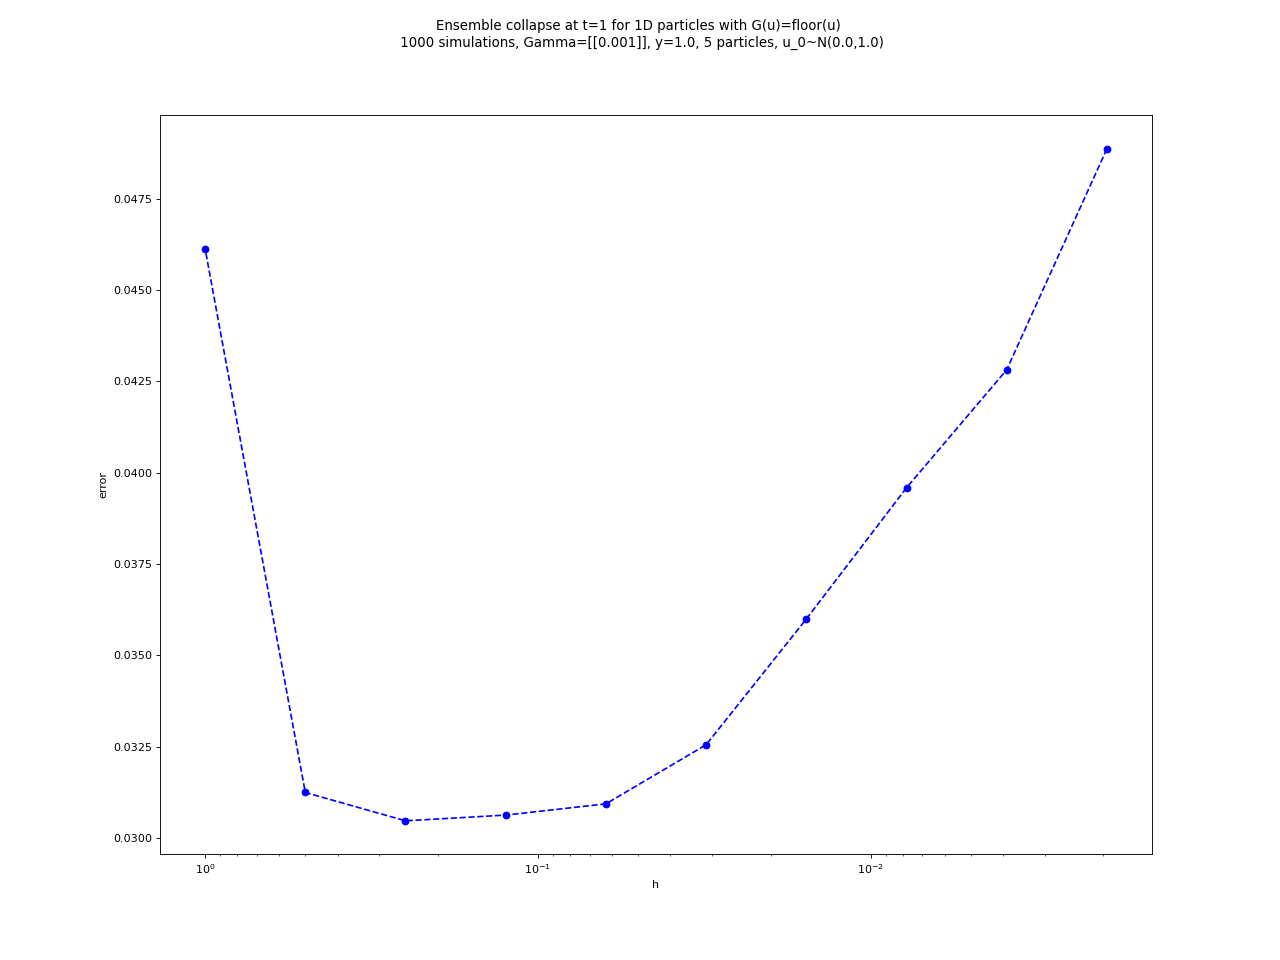 Ensemble collapse at t=1 for 1D particles with G(u)=floor(u)
1000 simulations, Gamma=[[0.001]], y=1.0, 5 particles, u_0~N(0.0,1.0)
0.0475
0.0450
0.0425
0.0400
0.0375
0.0350
0.0325
0.0300
error
10⁰
10⁻¹
10⁻²
h